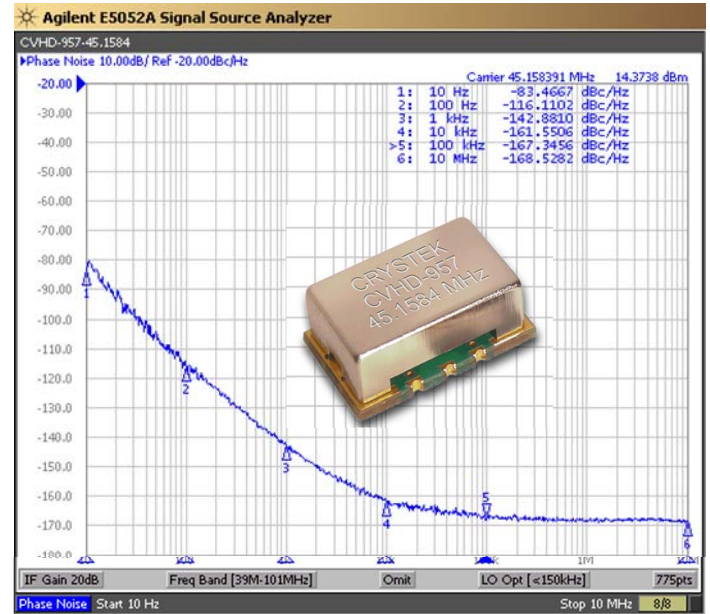 Agilent E5052A Signal Source Analyzer
CVHD-957-45.1584
Phase Noise 10.00dB/ Ref -20.00dBc/Hz
Carrier 45.158391 MHz 14.3738 dBm
1: 10 Hz -83.4667 dBc/Hz
2: 100 Hz -116.1102 dBc/Hz
3: 1 kHz -142.8810 dBc/Hz
4: 10 kHz -161.5506 dBc/Hz
>5: 100 kHz -167.3456 dBc/Hz
6: 10 MHz -168.5282 dBc/Hz
-20.00
-30.00
-40.00
-50.00
-60.00
-70.00
-80.00
-90.00
-100.0
-110.0
-120.0
-130.0
-140.0
-150.0
-160.0
-170.0
-180.0
1
2
3
4
5
6
CRYSTEK
CVHD-957
45.1584 MHz
1M
IF Gain 20dB
Freq Band [39M-101MHz]
Omit
LO Opt [<150kHz]
775pts
Phase Noise Start 10 Hz
Stop 10 MHz 8/8